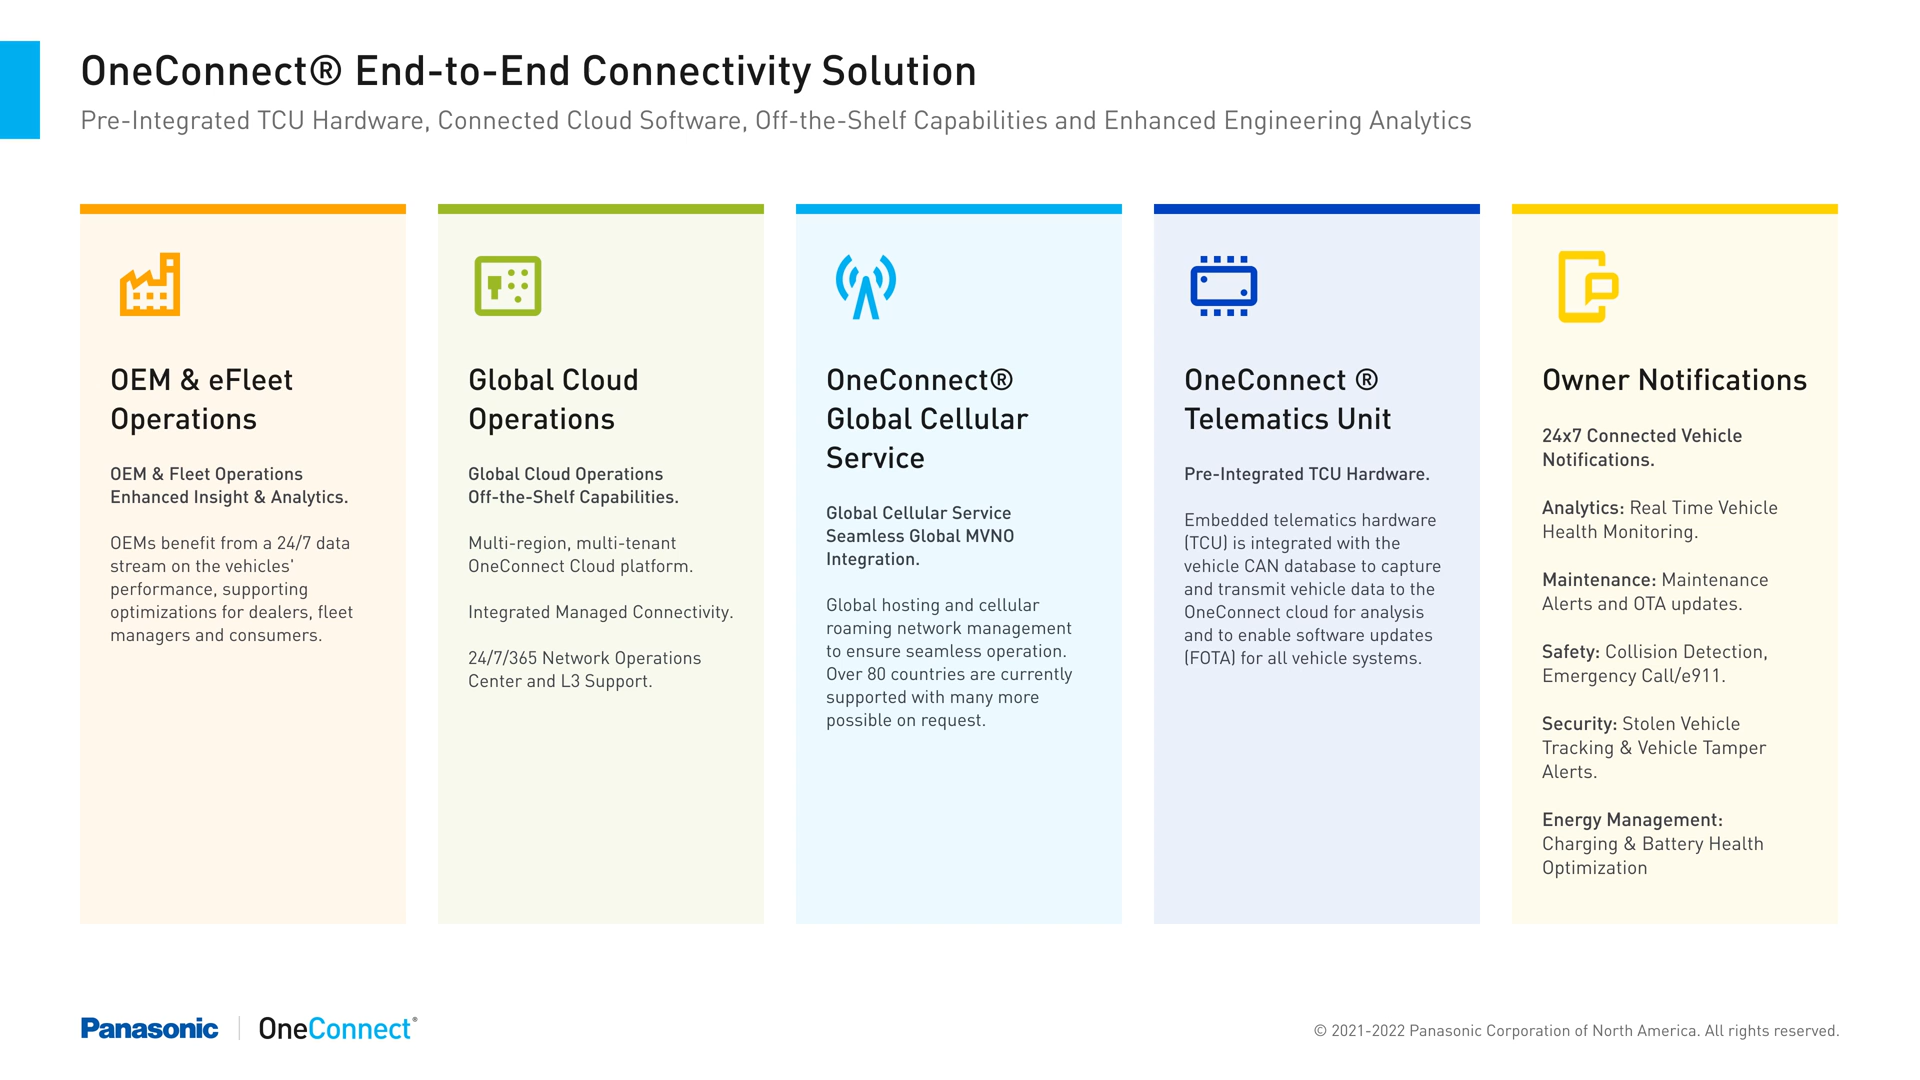 OneConnect® End-to-End Connectivity Solution
Pre-Integrated TCU Hardware, Connected Cloud Software, Off-the-Shelf Capabilities and Enhanced Engineering Analytics
OEM & eFleet
Operations
OEM & Fleet Operations
Enhanced Insight & Analytics.
OEMs benefit from a 24/7 data
stream on the vehicles'
performance, supporting
optimizations for dealers, fleet
managers and consumers.
Global Cloud
Operations
Global Cloud Operations
Off-the-Shelf Capabilities.
Multi-region, multi-tenant
OneConnect Cloud platform.
Integrated Managed Connectivity.
24/7/365 Network Operations
Center and L3 Support.
OneConnect®
Global Cellular
Service
Global Cellular Service
Seamless Global MVNO
Integration.
Global hosting and cellular
roaming network management
to ensure seamless operation.
Over 80 countries are currently
supported with many more
possible on request.
OneConnect ®
Telematics Unit
Pre-Integrated TCU Hardware.
Embedded telematics hardware
(TCU) is integrated with the
vehicle CAN database to capture
and transmit vehicle data to the
OneConnect cloud for analysis
and to enable software updates
(FOTA) for all vehicle systems.
Owner Notifications
24x7 Connected Vehicle
Notifications.
Analytics: Real Time Vehicle
Health Monitoring.
Maintenance: Maintenance
Alerts and OTA updates.
Safety: Collision Detection,
Emergency Call/e911.
Security: Stolen Vehicle
Tracking & Vehicle Tamper
Alerts.
Energy Management:
Charging & Battery Health
Optimization
Panasonic OneConnect®
© 2021-2022 Panasonic Corporation of North America. All rights reserved.